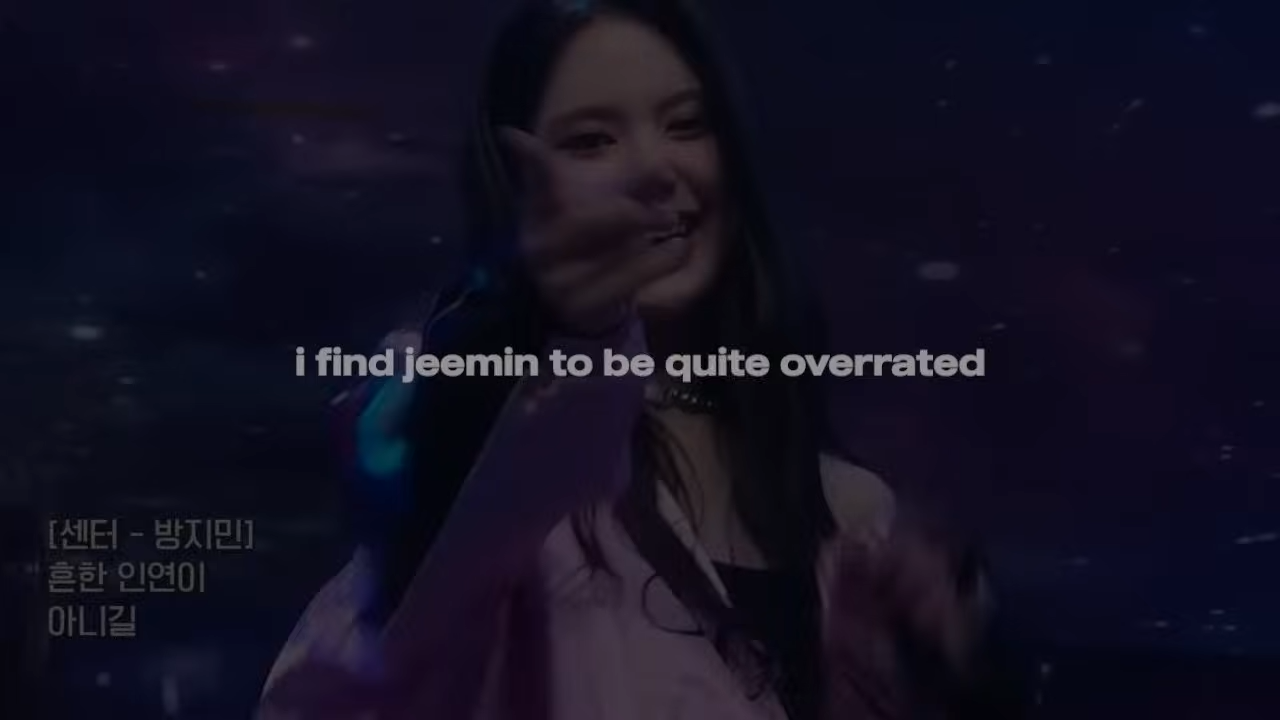 i find jeemin to be quite overrated
[센터 - 방지민]
흔한 인연이
아니길